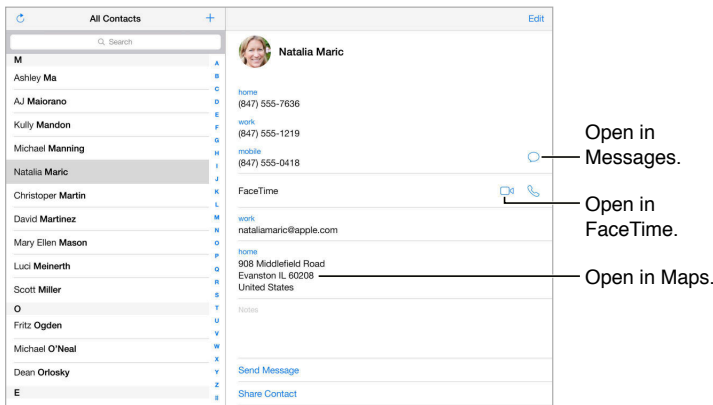 All Contacts
+
Edit
Search
M
Ashley Ma
AJ Maiorano
Kully Mandon
Michael Manning
Natalia Maric
Christoper Martin
David Martinez
Mary Ellen Mason
Luci Meinerth
Scott Miller
O
Fritz Ogden
Michael O'Neal
Dean Orlosky
E
A
B
C
D
E
F
G
H
I
J
K
L
M
N
O
P
Q
R
S
T
U
V
W
X
Y
Z
Natalia Maric
home
(847) 555-7636
work
(847) 555-1219
mobile
(847) 555-0418
FaceTime
work
nataliamaric@apple.com
home
908 Middlefield Road
Evanston IL 60208
United States
Notes
Send Message
Share Contact
Open in
Messages.
Open in
FaceTime.
Open in Maps.